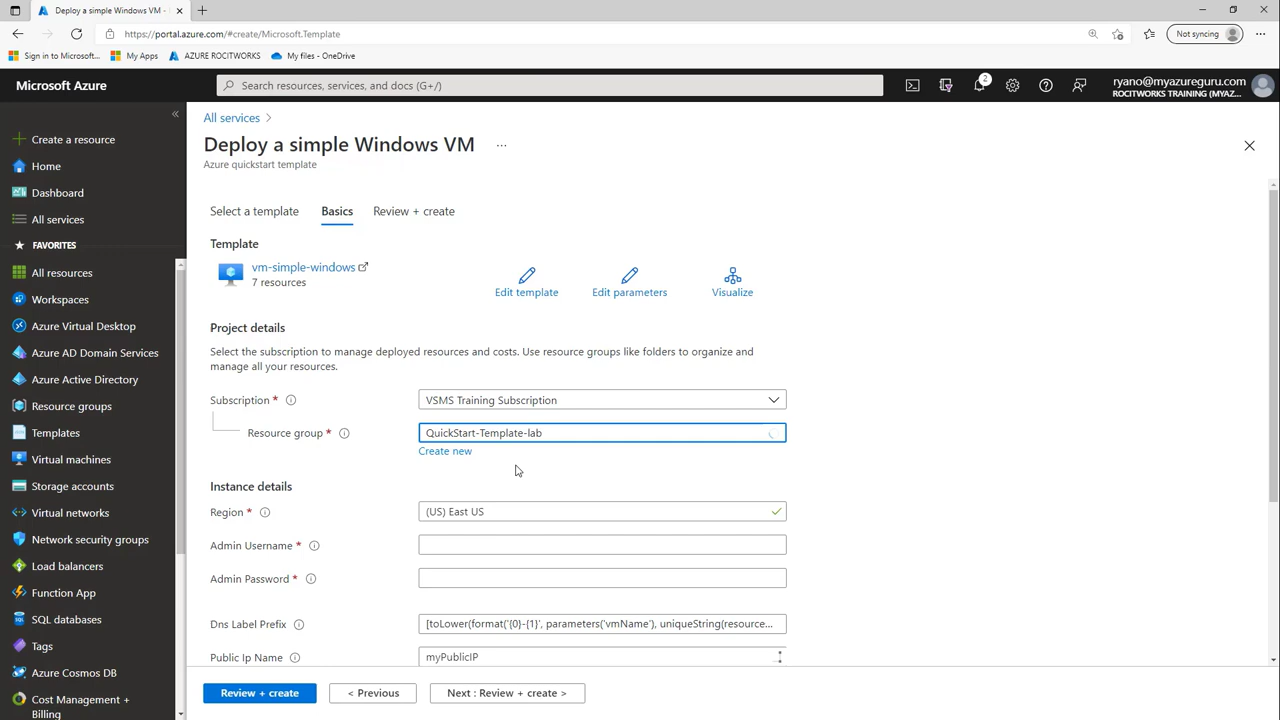 Deploy a simple Windows VM - Az
https://portal.azure.com/#create/Microsoft.Template
Not syncing
Sign in to Microsoft...
My Apps
AZURE ROCITWORKS
My files - OneDrive
Microsoft Azure
Search resources, services, and docs (G+/)
2
ryano@myazureguru.com
ROCITWORKS TRAINING (MYAZ...
Create a resource
Home
Dashboard
All services
FAVORITES
All resources
Workspaces
Azure Virtual Desktop
Azure AD Domain Services
Azure Active Directory
Resource groups
Templates
Virtual machines
Storage accounts
Virtual networks
Network security groups
Load balancers
Function App
SQL databases
Tags
Azure Cosmos DB
Cost Management +
Billing
All services
Deploy a simple Windows VM
...
Azure quickstart template
Select a template
Basics
Review + create
Template
vm-simple-windows
7 resources
Edit template
Edit parameters
Visualize
Project details
Select the subscription to manage deployed resources and costs. Use resource groups like folders to organize and
manage all your resources.
Subscription *
VSMS Training Subscription
Resource group *
QuickStart-Template-lab
Create new
Instance details
Region *
(US) East US
Admin Username *
Admin Password *
Dns Label Prefix
[toLower(format('{0}-{1}', parameters('vmName'), uniqueString(resource...
Public Ip Name
myPublicIP
Review + create
< Previous
Next : Review + create >